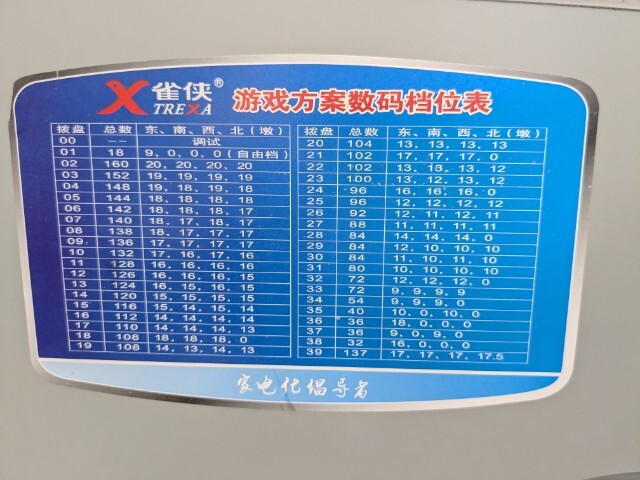 X 雀侠®
TREXA
游戏方案数码档位表
拨盘 总数 东、南、西、北（墩）
00 —— 调试
01 18 9、0、0、0（自由档）
02 160 20、20、20、20
03 152 19、19、19、19
04 148 19、18、19、18
05 144 18、18、18、18
06 142 18、18、18、17
07 140 18、17、18、17
08 138 18、17、17、17
09 136 17、17、17、17
10 132 17、16、17、16
11 128 16、16、16、16
12 126 16、16、16、15
13 124 16、15、16、15
14 120 15、15、15、15
15 116 15、14、15、14
16 112 14、14、14、14
17 110 14、14、14、13
18 108 18、18、18、0
19 108 14、13、14、13
拨盘 总数 东、南、西、北（墩）
20 104 13、13、13、13
21 102 17、17、17、0
22 102 13、13、13、12
23 100 13、12、13、12
24 96 16、16、16、0
25 96 12、12、12、12
26 92 12、11、12、11
27 88 11、11、11、11
28 84 14、14、14、0
29 84 12、10、10、10
30 84 11、10、11、10
31 80 10、10、10、10
32 72 12、12、12、0
33 72 9、9、9、9
34 54 9、9、9、0
35 40 10、0、10、0
36 36 18、0、0、0
37 36 9、0、9、0
38 32 16、0、0、0
39 137 17、17、17、17.5
家电化倡导者